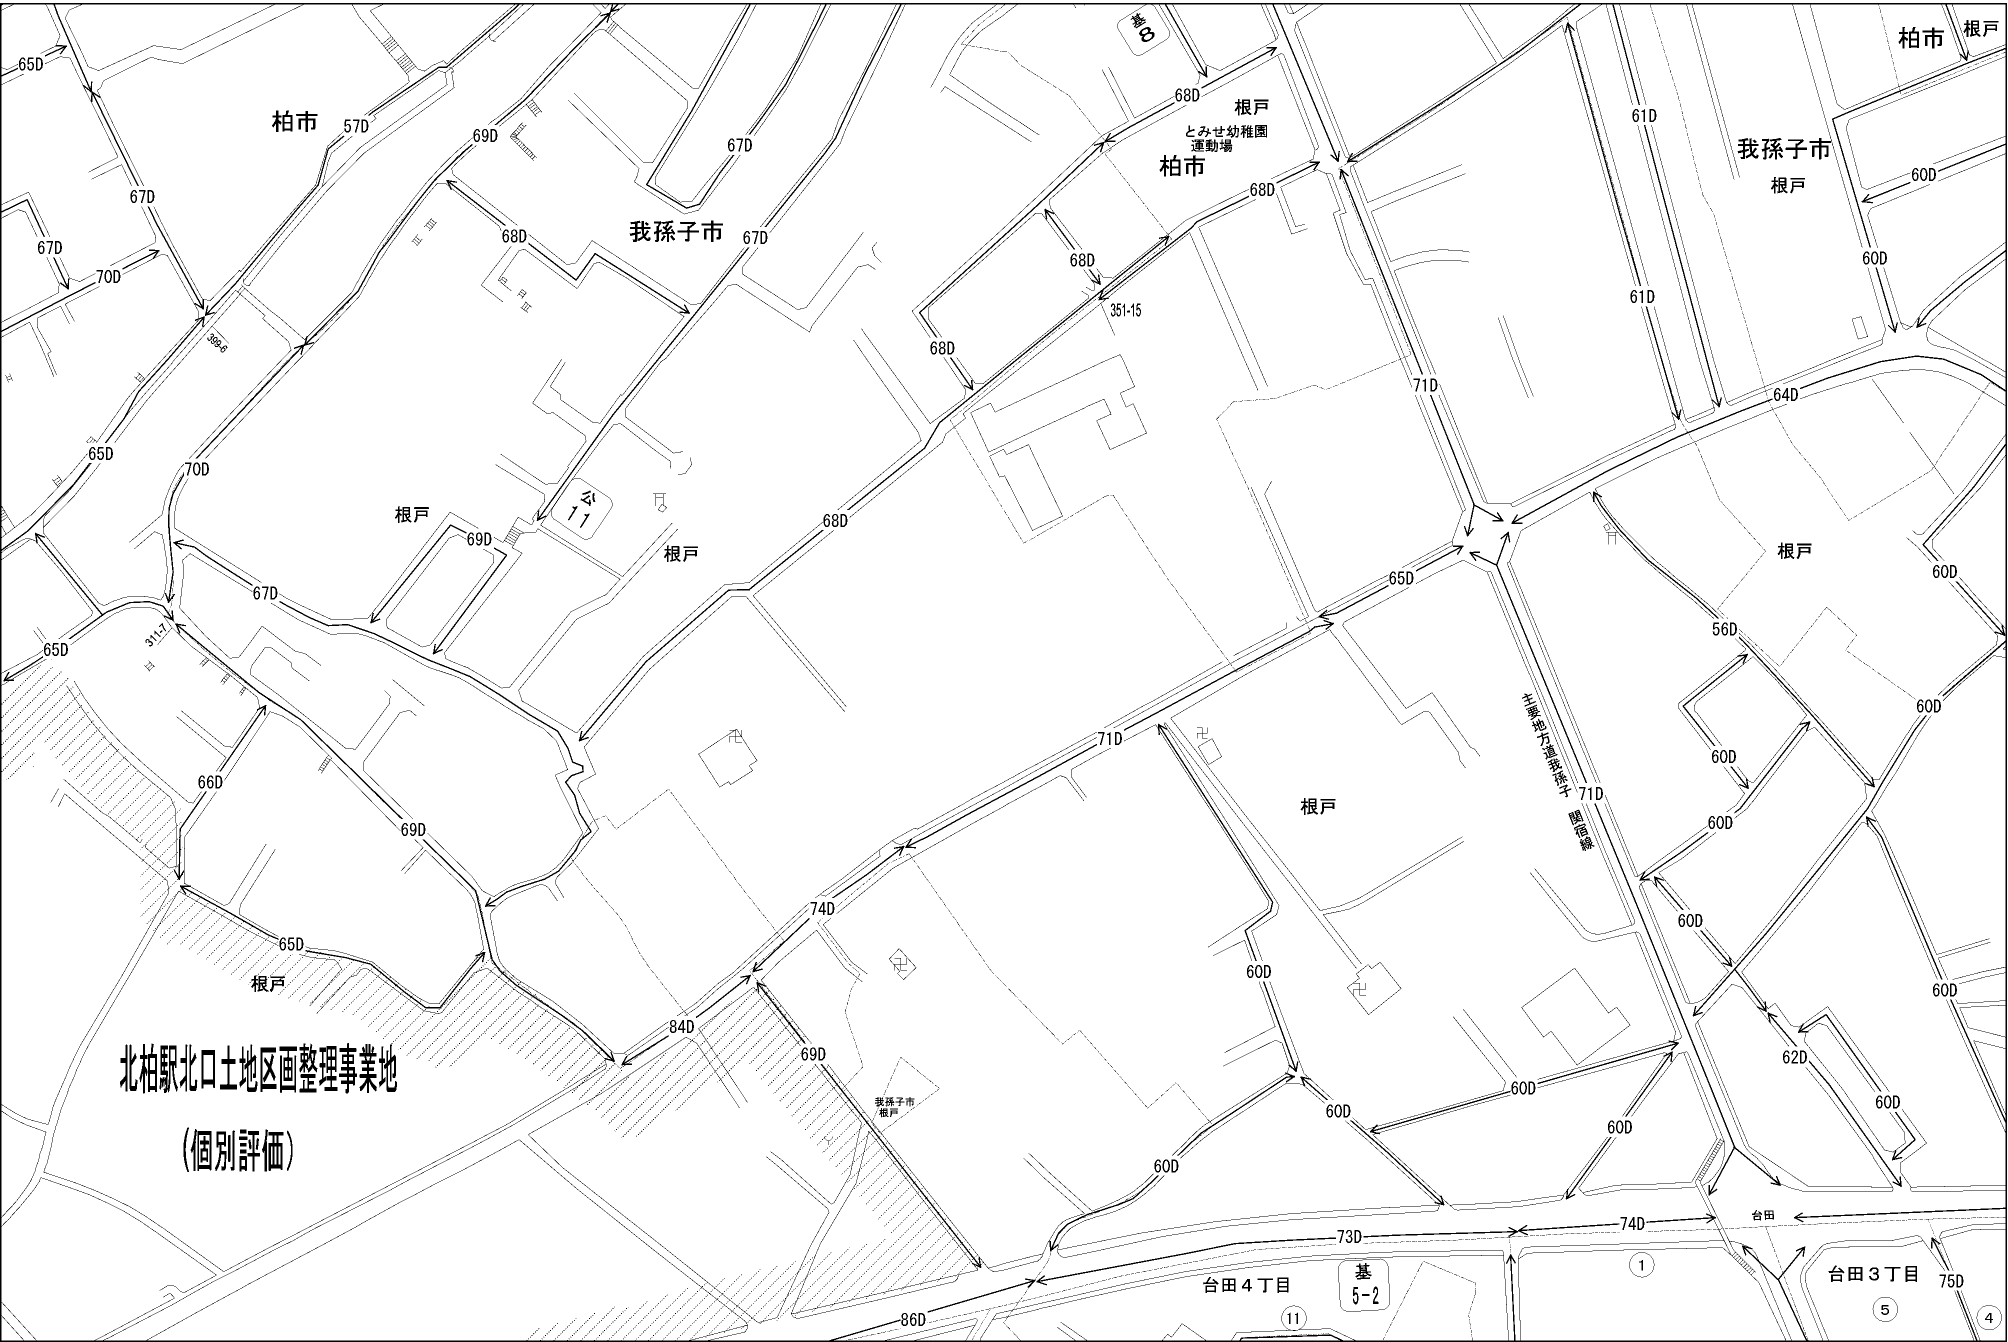 基
8
柏市
根戸
65D
柏市
57D
69D
67D
68D
根戸
とみせ幼稚園
運動場
柏市
61D
我孫子市
根戸
60D
67D
67D
70D
68D
我孫子市
67D
68D
68D
60D
351-15
61D
399-6
68D
71D
64D
65D
70D
公
11
根戸
69D
根戸
68D
根戸
67D
65D
60D
311-7
65D
56D
60D
71D
主要地方道我孫子 関宿線
60D
66D
69D
71D
根戸
60D
74D
60D
65D
根戸
60D
60D
84D
69D
62D
北柏駅北口土地区画整理事業地
(個別評価)
我孫子市
根戸
60D
60D
60D
60D
60D
73D
74D
台田
台田4丁目
基
5-2
1
台田3丁目
75D
86D
11
5
4